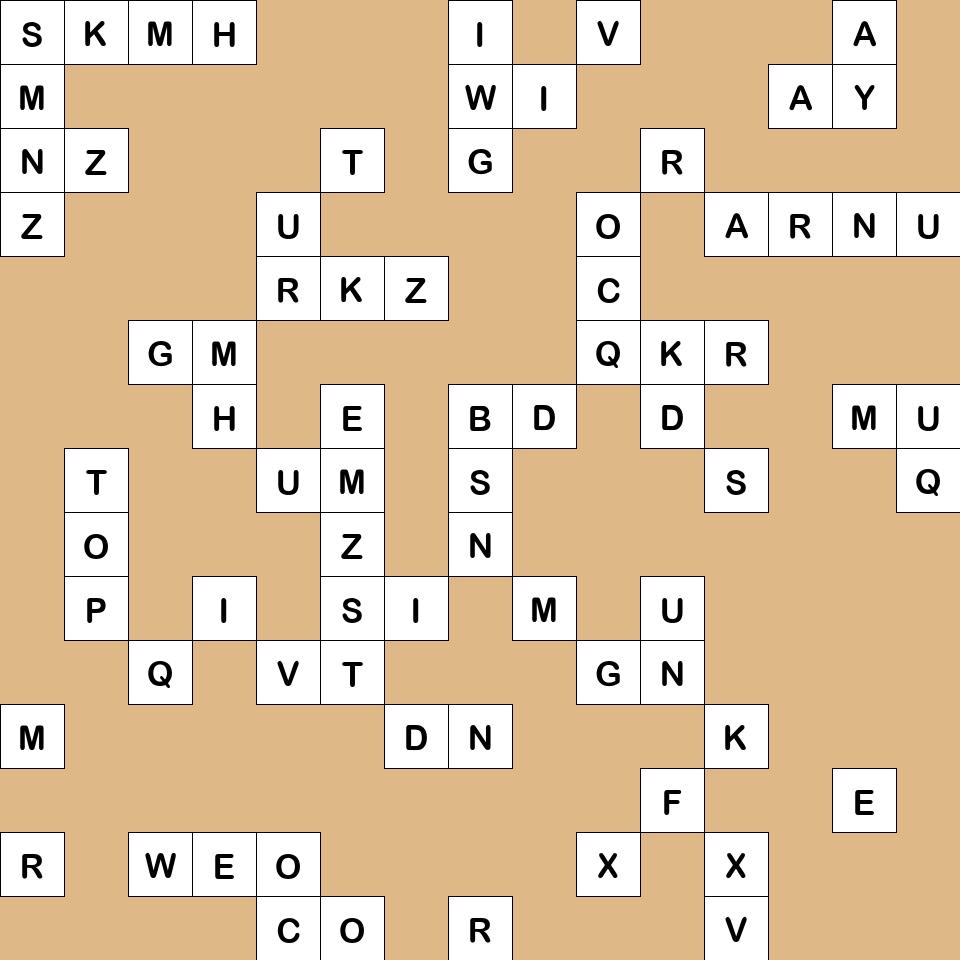 S K M H I V A
M W I A Y
N Z T G R
Z U O A R N U
R K Z C
G M Q K R
H E B D D M U
T U M S S Q
O Z N
P I S I M U
Q V T G N
M D N K
F E
R W E O X X
C O R V